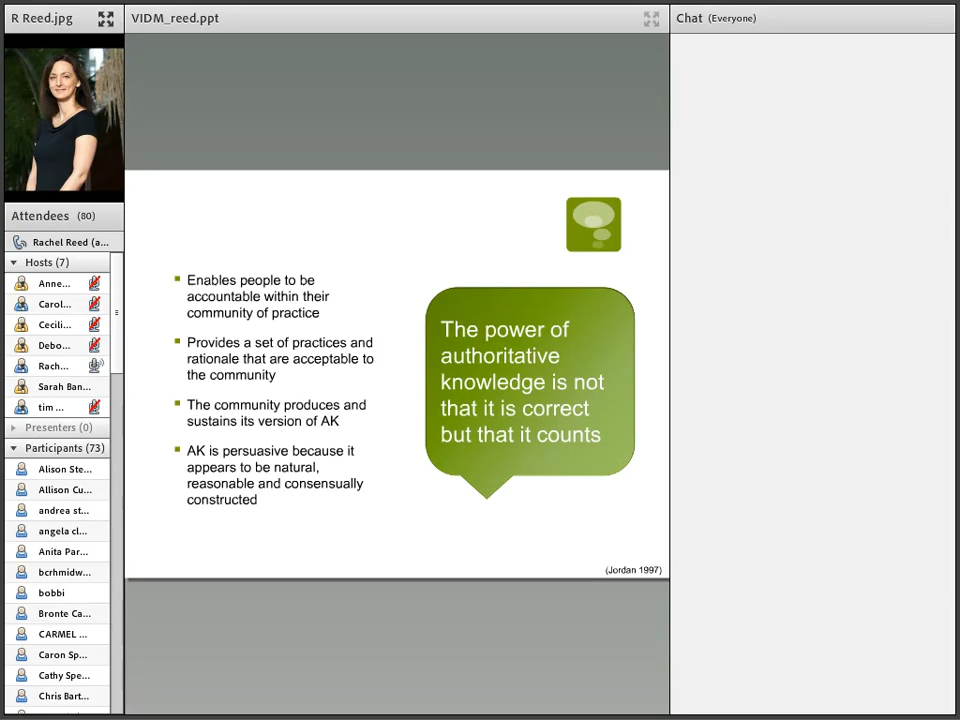 R Reed.jpg
VIDM_reed.ppt
Chat (Everyone)
Attendees (80)
Rachel Reed (a...
Hosts (7)
Anne...
Carol...
Cecili...
Debo...
Rach...
Sarah Ban...
tim ...
Presenters (0)
Participants (73)
Alison Ste...
Allison Cu...
andrea st...
angela cl...
Anita Par...
bcrhmidw...
bobbi
Bronte Ca...
CARMEL ...
Caron Sp...
Cathy Spe...
Chris Bart...
Enables people to be
accountable within their
community of practice
Provides a set of practices and
rationale that are acceptable to
the community
The community produces and
sustains its version of AK
AK is persuasive because it
appears to be natural,
reasonable and consensually
constructed
The power of
authoritative
knowledge is not
that it is correct
but that it counts
(Jordan 1997)